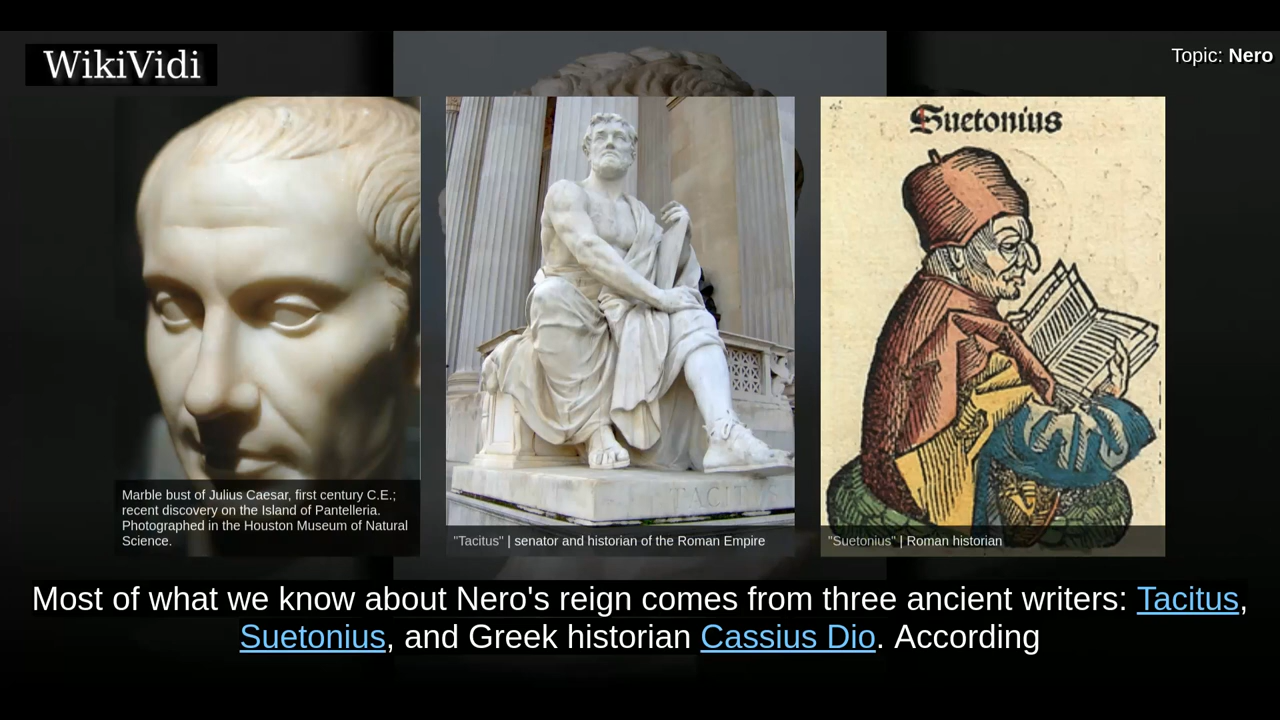 WikiVidi
Topic: Nero
Suetonius
Marble bust of Julius Caesar, first century C.E.;
recent discovery on the Island of Pantelleria.
Photographed in the Houston Museum of Natural
Science.
TACITUS
"Tacitus" | senator and historian of the Roman Empire
"Suetonius" | Roman historian
Most of what we know about Nero's reign comes from three ancient writers: Tacitus,
Suetonius, and Greek historian Cassius Dio. According